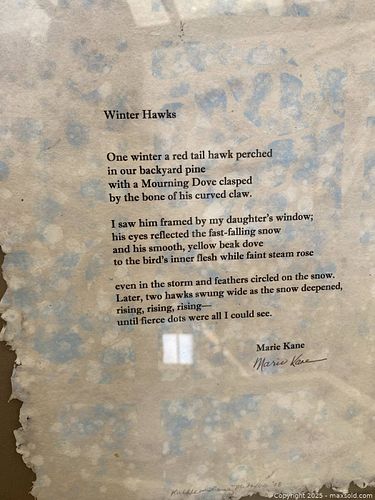 Winter Hawks
One winter a red tail hawk perched
in our backyard pine
with a Mourning Dove clasped
by the bone of his curved claw.
I saw him framed by my daughter's window;
his eyes reflected the fast-falling snow
and his smooth, yellow beak dove
to the bird's inner flesh while faint steam rose
even in the storm and feathers circled on the snow.
Later, two hawks swung wide as the snow deepened,
rising, rising, rising—
until fierce dots were all I could see.
Marie Kane
Marie Kane
Copyright 2025 - maxsold.com